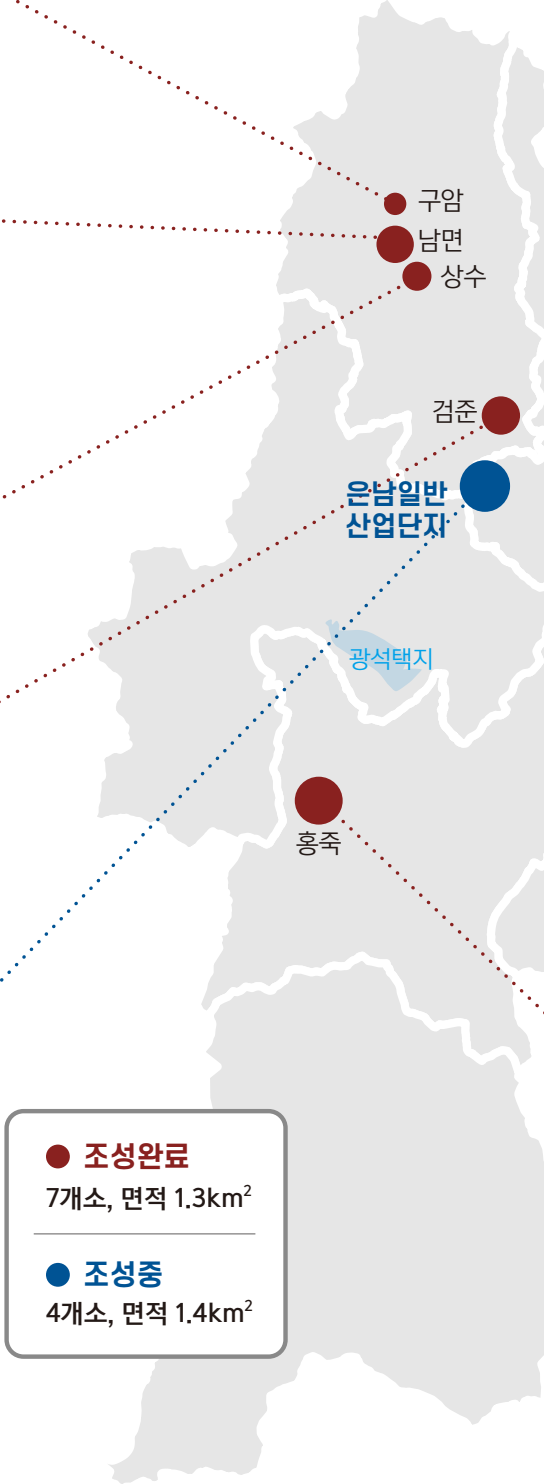 구암
남면
상수
검준
은남일반
산업단지
광석택지
홍죽
조성완료
7개소, 면적 1.3km²
조성중
4개소, 면적 1.4km²